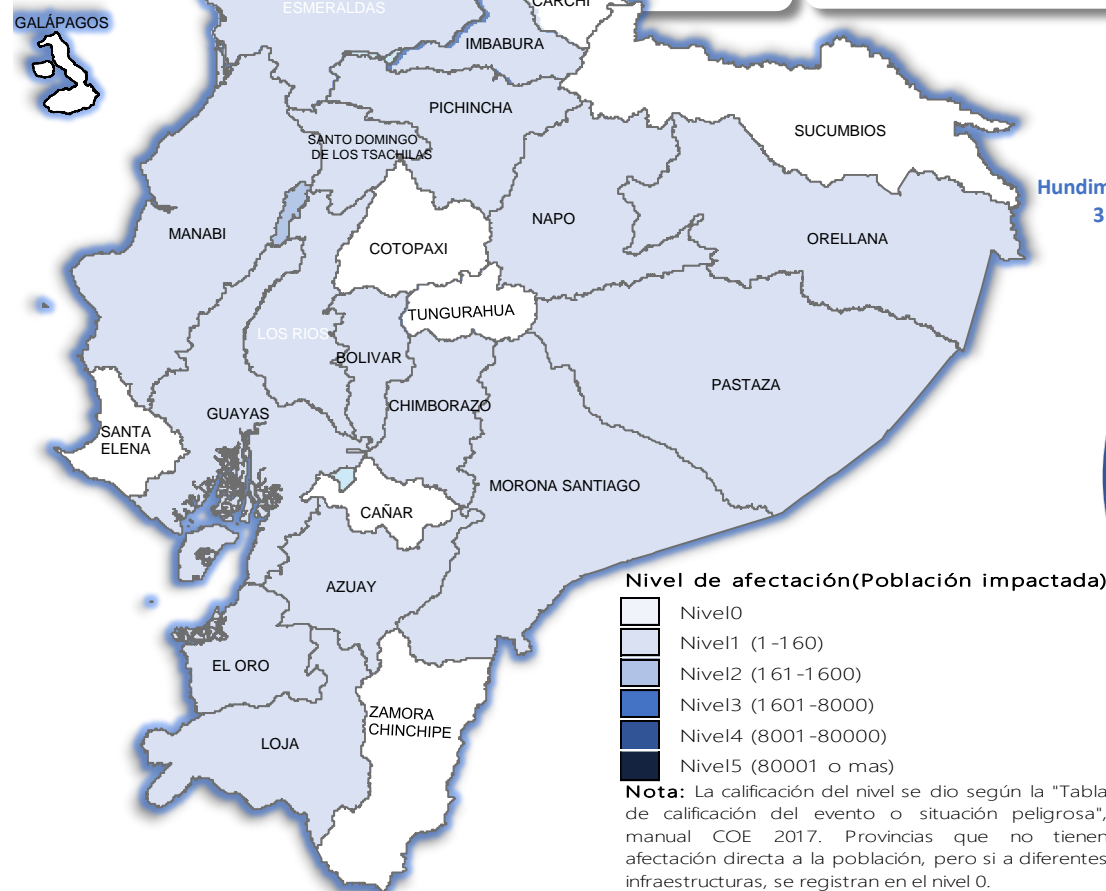 ESMERALDAS
CARCHI
GALÁPAGOS
IMBABURA
PICHINCHA
SUCUMBIOS
SANTO DOMINGO
DE LOS TSACHILAS
Hundim
3
MANABI
NAPO
ORELLANA
COTOPAXI
TUNGURAHUA
LOS RIOS
BOLIVAR
PASTAZA
CHIMBORAZO
GUAYAS
SANTA
ELENA
MORONA SANTIAGO
CAÑAR
AZUAY
EL ORO
ZAMORA
CHINCHIPE
LOJA
Nivel de afectación(Población impactada)
Nivel0
Nivel1 (1-160)
Nivel2 (161-1600)
Nivel3 (1601-8000)
Nivel4 (8001-80000)
Nivel5 (80001 o mas)
Nota: La calificación del nivel se dio según la "Tabla
de calificación del evento o situación peligrosa",
manual COE 2017. Provincias que no tienen
afectación directa a la población, pero si a diferentes
infraestructuras, se registran en el nivel 0.